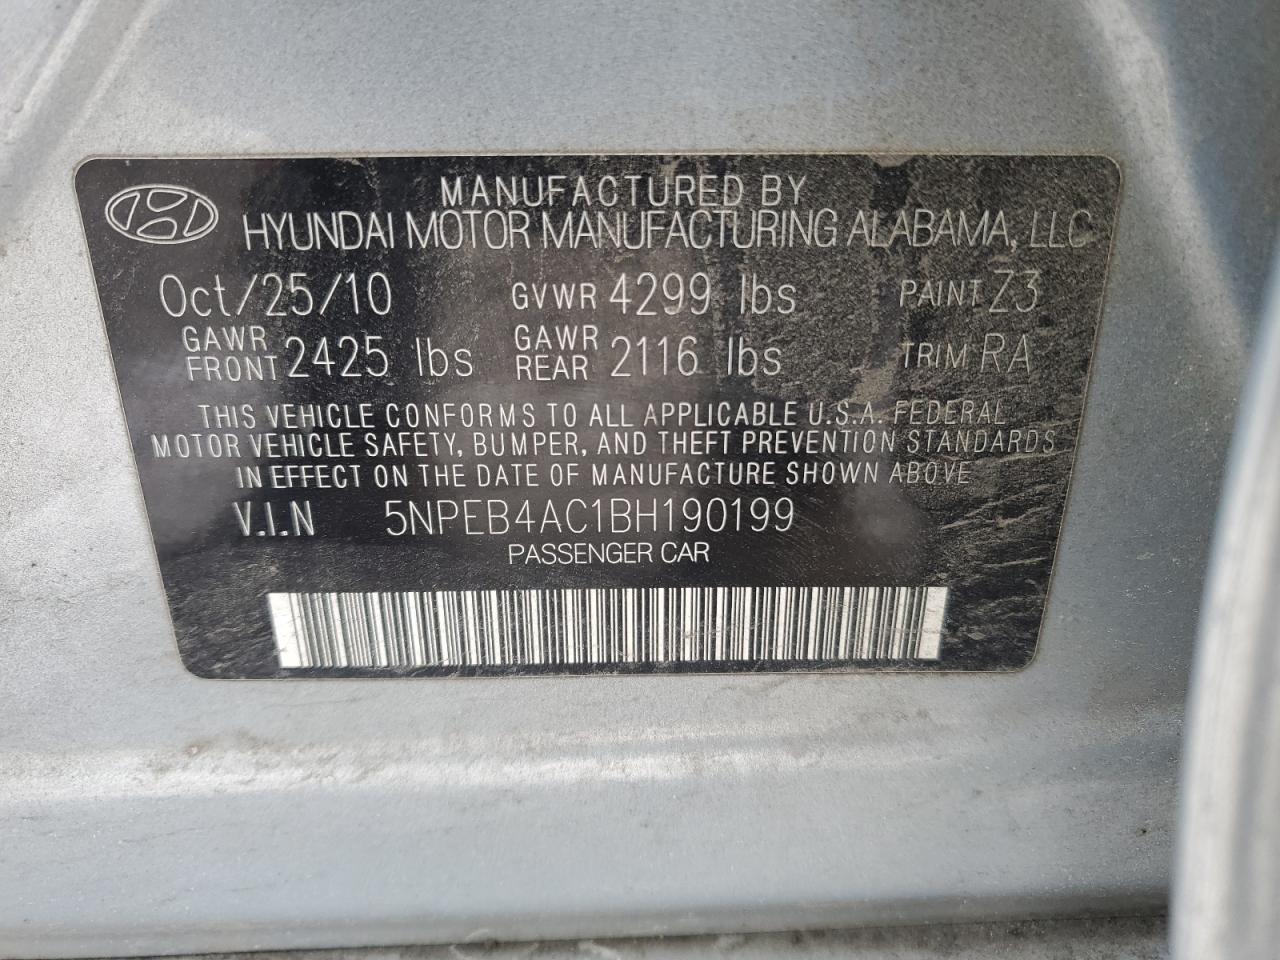 MANUFACTURED BY
HYUNDAI MOTOR MANUFACTURING ALABAMA, LLC
Oct/25/10 GVWR 4299 lbs PAINT Z3
GAWR FRONT 2425 lbs GAWR REAR 2116 lbs TRIM RA
THIS VEHICLE CONFORMS TO ALL APPLICABLE U.S.A. FEDERAL
MOTOR VEHICLE SAFETY, BUMPER, AND THEFT PREVENTION STANDARDS
IN EFFECT ON THE DATE OF MANUFACTURE SHOWN ABOVE
V.I.N 5NPEB4AC1BH190199
PASSENGER CAR